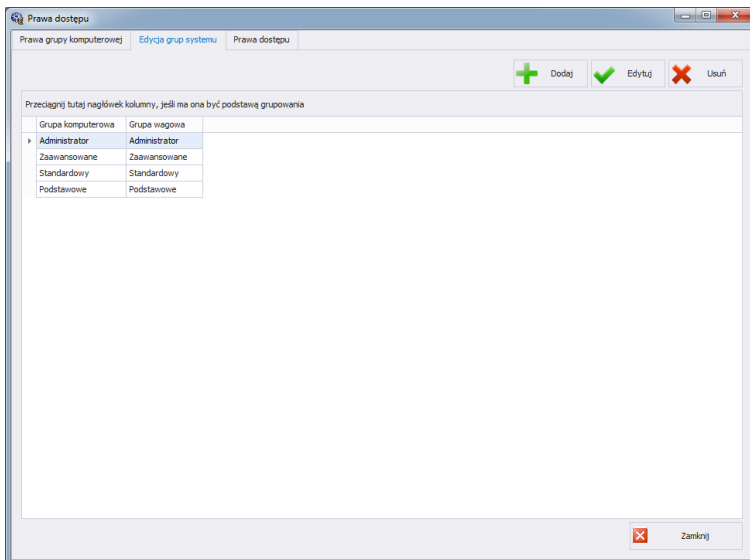 Prawa dostępu
Prawa grupy komputerowej Edycja grup systemu Prawa dostępu
Dodaj Edytuj Usuń
Przeciągnij tutaj nagłówek kolumny, jeśli ma ona być podstawą grupowania
Grupa komputerowa Grupa wagowa
Administrator Administrator
Zaawansowane Zaawansowane
Standardowy Standardowy
Podstawowe Podstawowe
Zamknij